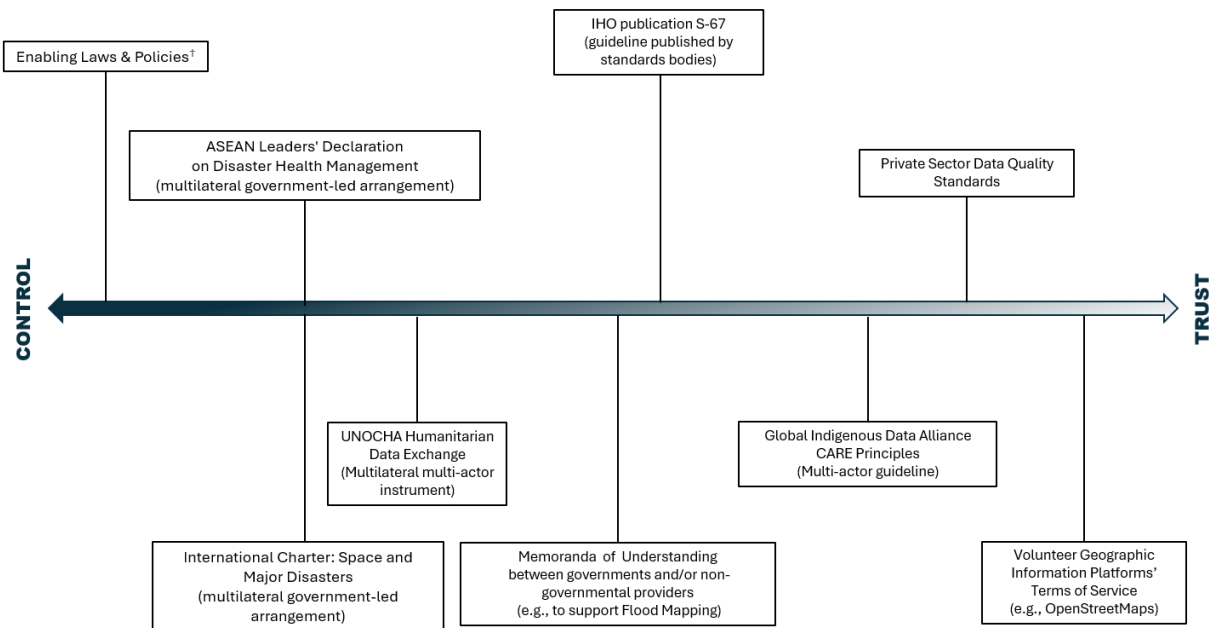 IHO publication S-67
(guideline published by
standards bodies)
Enabling Laws & Policies†
ASEAN Leaders' Declaration
on Disaster Health Management
(multilateral government-led arrangement)
Private Sector Data Quality
Standards
CONTROL
TRUST
UNOCHA Humanitarian
Data Exchange
(Multilateral multi-actor
instrument)
Global Indigenous Data Alliance
CARE Principles
(Multi-actor guideline)
International Charter: Space and
Major Disasters
(multilateral government-led
arrangement)
Memoranda of Understanding
between governments and/or non-
governmental providers
(e.g., to support Flood Mapping)
Volunteer Geographic
Information Platforms’
Terms of Service
(e.g., OpenStreetMaps)